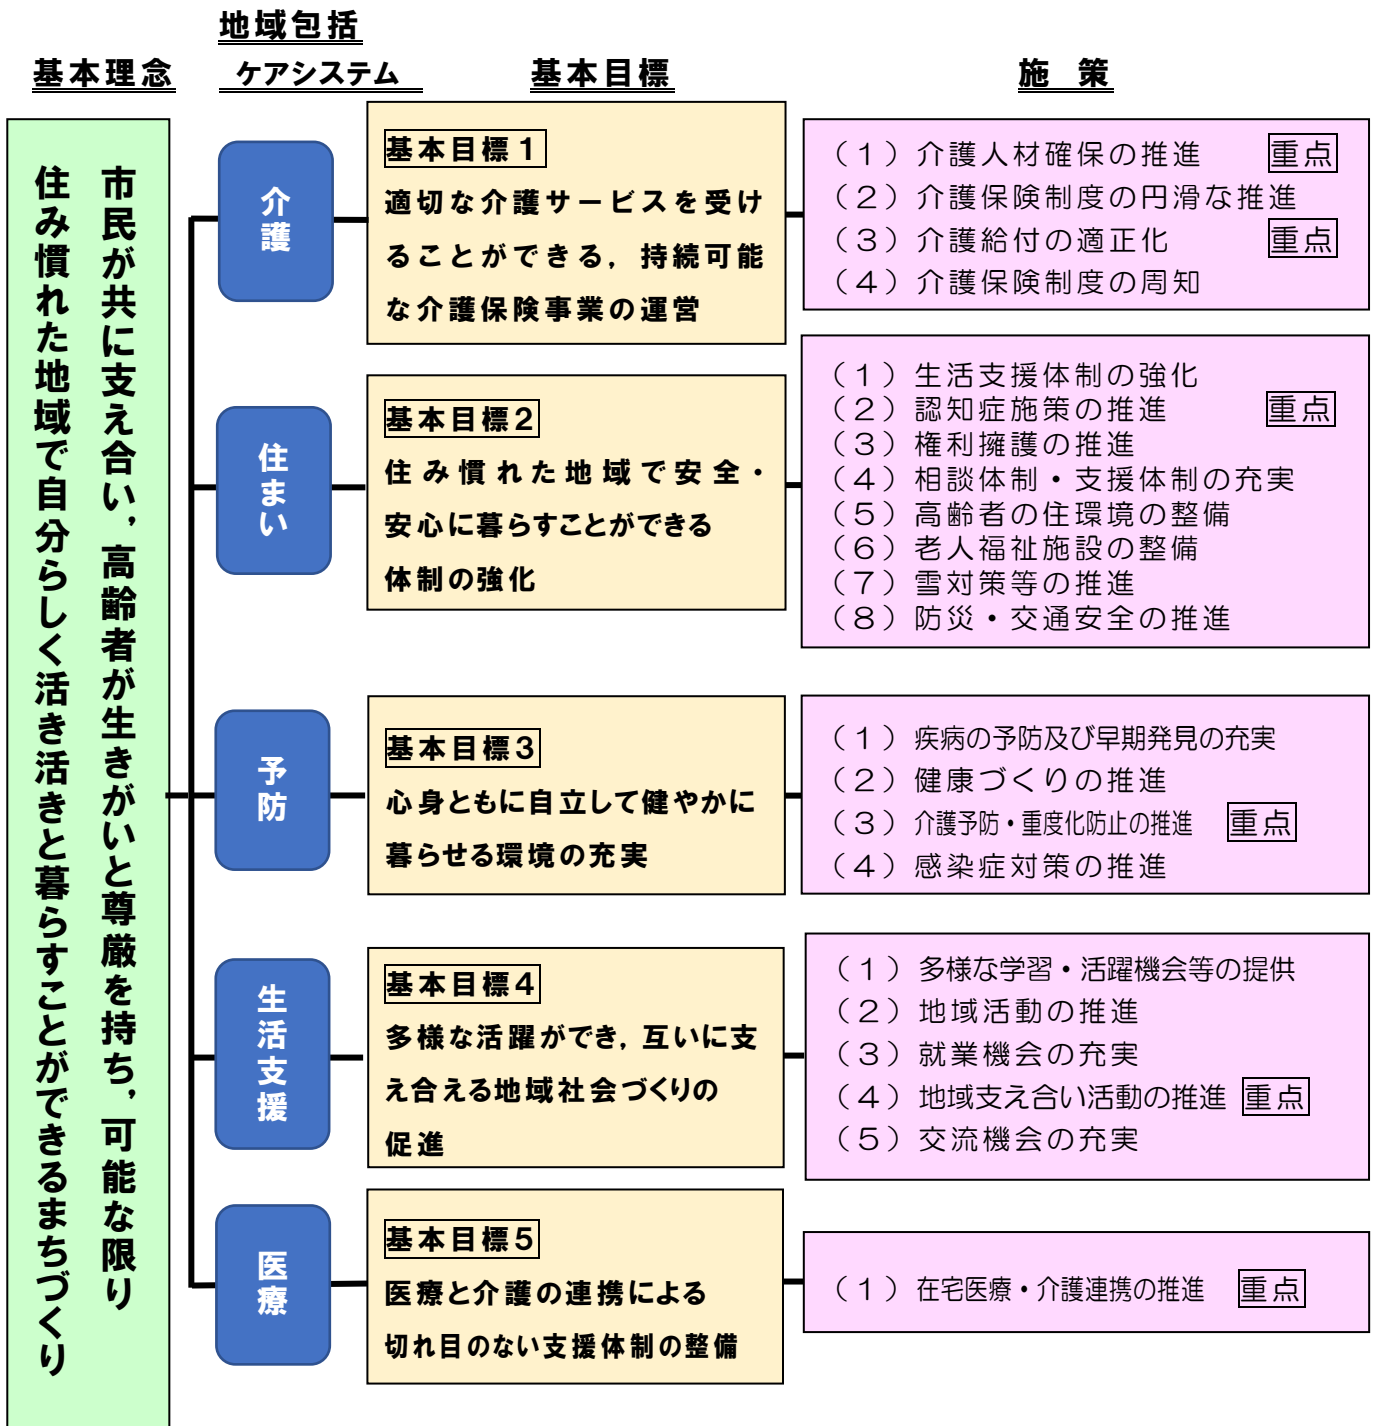 地域包括
基本理念 ケアシステム 基本目標 施 策
市民が共に支え合い，高齢者が生きがいと尊厳を持ち，可能な限り
住み慣れた地域で自分らしく活き活きと暮らすことができるまちづくり
介護
基本目標１
適切な介護サービスを受け
ることができる，持続可能
な介護保険事業の運営
（１）介護人材確保の推進 重点
（２）介護保険制度の円滑な推進
（３）介護給付の適正化 重点
（４）介護保険制度の周知
住まい
基本目標２
住み慣れた地域で安全・
安心に暮らすことができる
体制の強化
（１）生活支援体制の強化
（２）認知症施策の推進 重点
（３）権利擁護の推進
（４）相談体制・支援体制の充実
（５）高齢者の住環境の整備
（６）老人福祉施設の整備
（７）雪対策等の推進
（８）防災・交通安全の推進
予防
基本目標３
心身ともに自立して健やかに
暮らせる環境の充実
（１）疾病の予防及び早期発見の充実
（２）健康づくりの推進
（３）介護予防・重度化防止の推進 重点
（４）感染症対策の推進
生活支援
基本目標４
多様な活躍ができ，互いに支
え合える地域社会づくりの
促進
（１）多様な学習・活躍機会等の提供
（２）地域活動の推進
（３）就業機会の充実
（４）地域支え合い活動の推進 重点
（５）交流機会の充実
医療
基本目標５
医療と介護の連携による
切れ目のない支援体制の整備
（１）在宅医療・介護連携の推進 重点